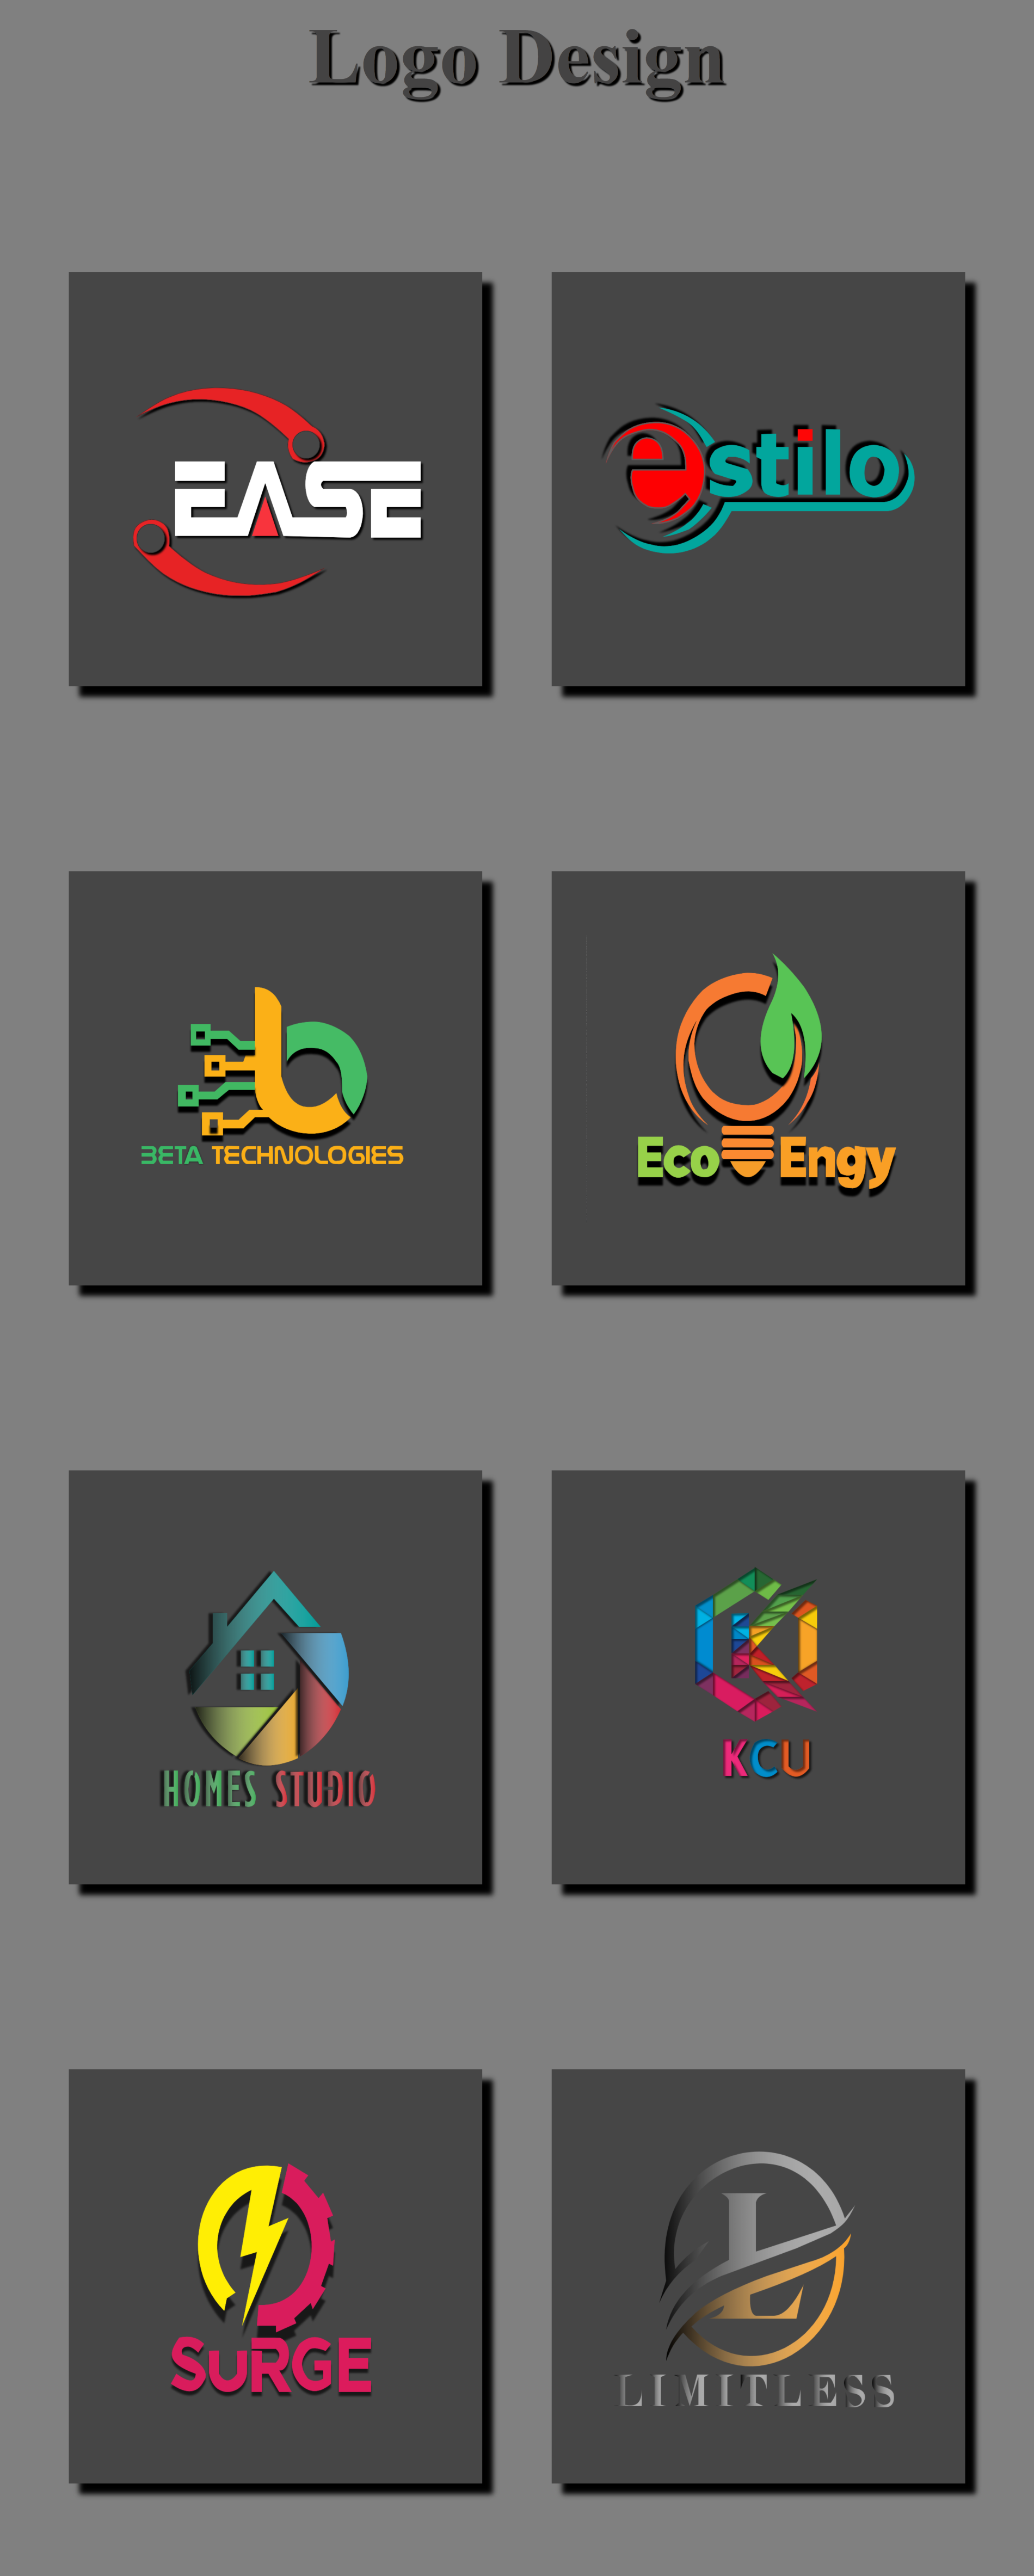 Logo Design
EASE
estilo
BETA TECHNOLOGIES
Eco Engy
HOMES STUDIO
KCU
SuRGE
LIMITLESS